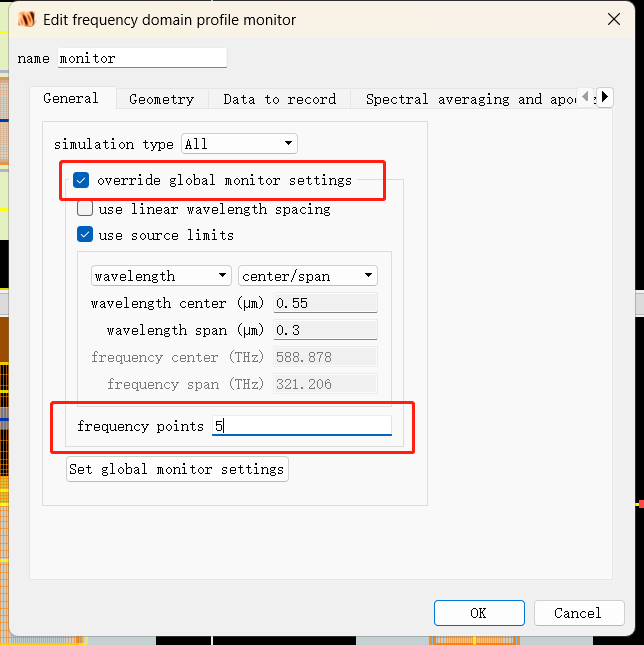 Edit frequency domain profile monitor
name monitor
General Geometry Data to record Spectral averaging and
simulation type All
override global monitor settings
use linear wavelength spacing
use source limits
wavelength center/span
wavelength center (μm) 0.55
wavelength span (μm) 0.3
frequency center (THz) 588.878
frequency span (THz) 321.206
frequency points 5
Set global monitor settings
OK Cancel